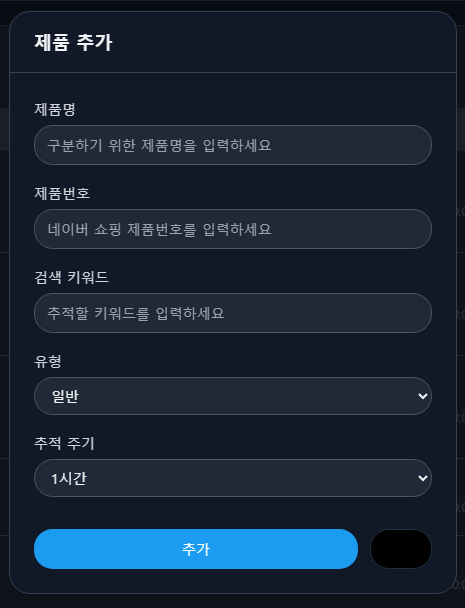 제품 추가
제품명
구분하기 위한 제품명을 입력하세요
제품번호
네이버 쇼핑 제품번호를 입력하세요
검색 키워드
추적할 키워드를 입력하세요
유형
일반
추적 주기
1시간
추가